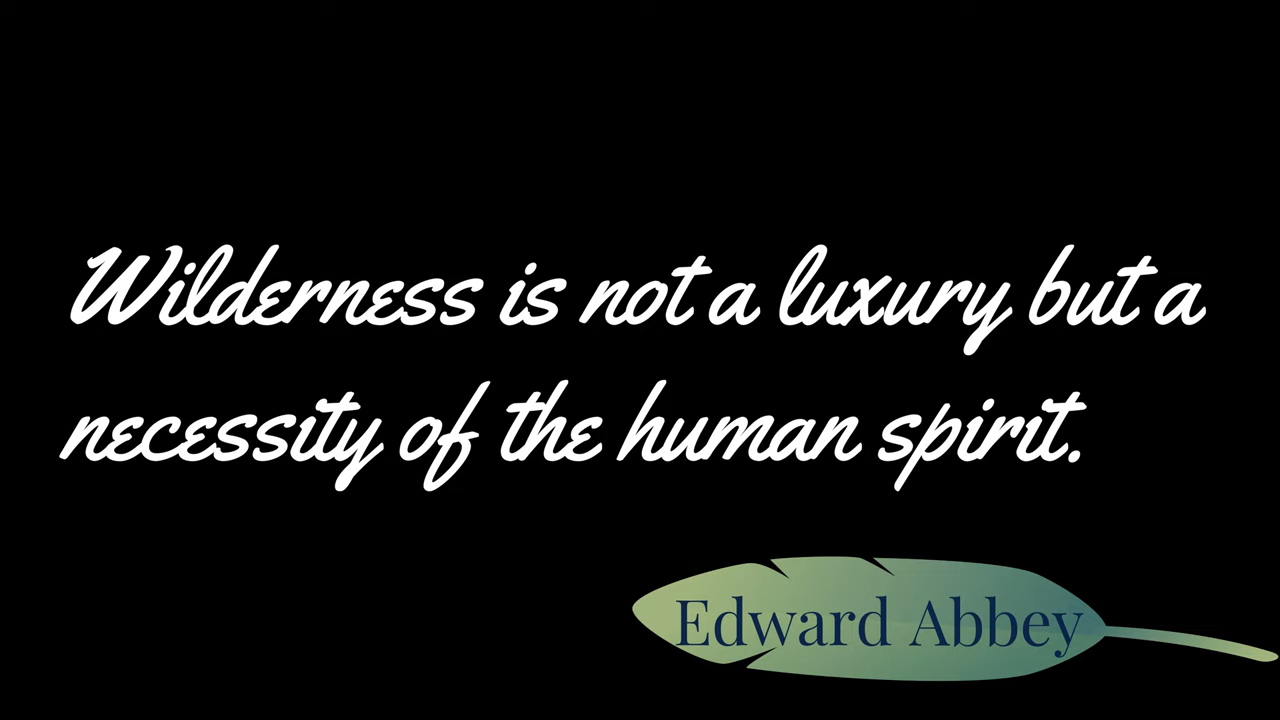 Wilderness is not a luxury but a
necessity of the human spirit.
Edward Abbey